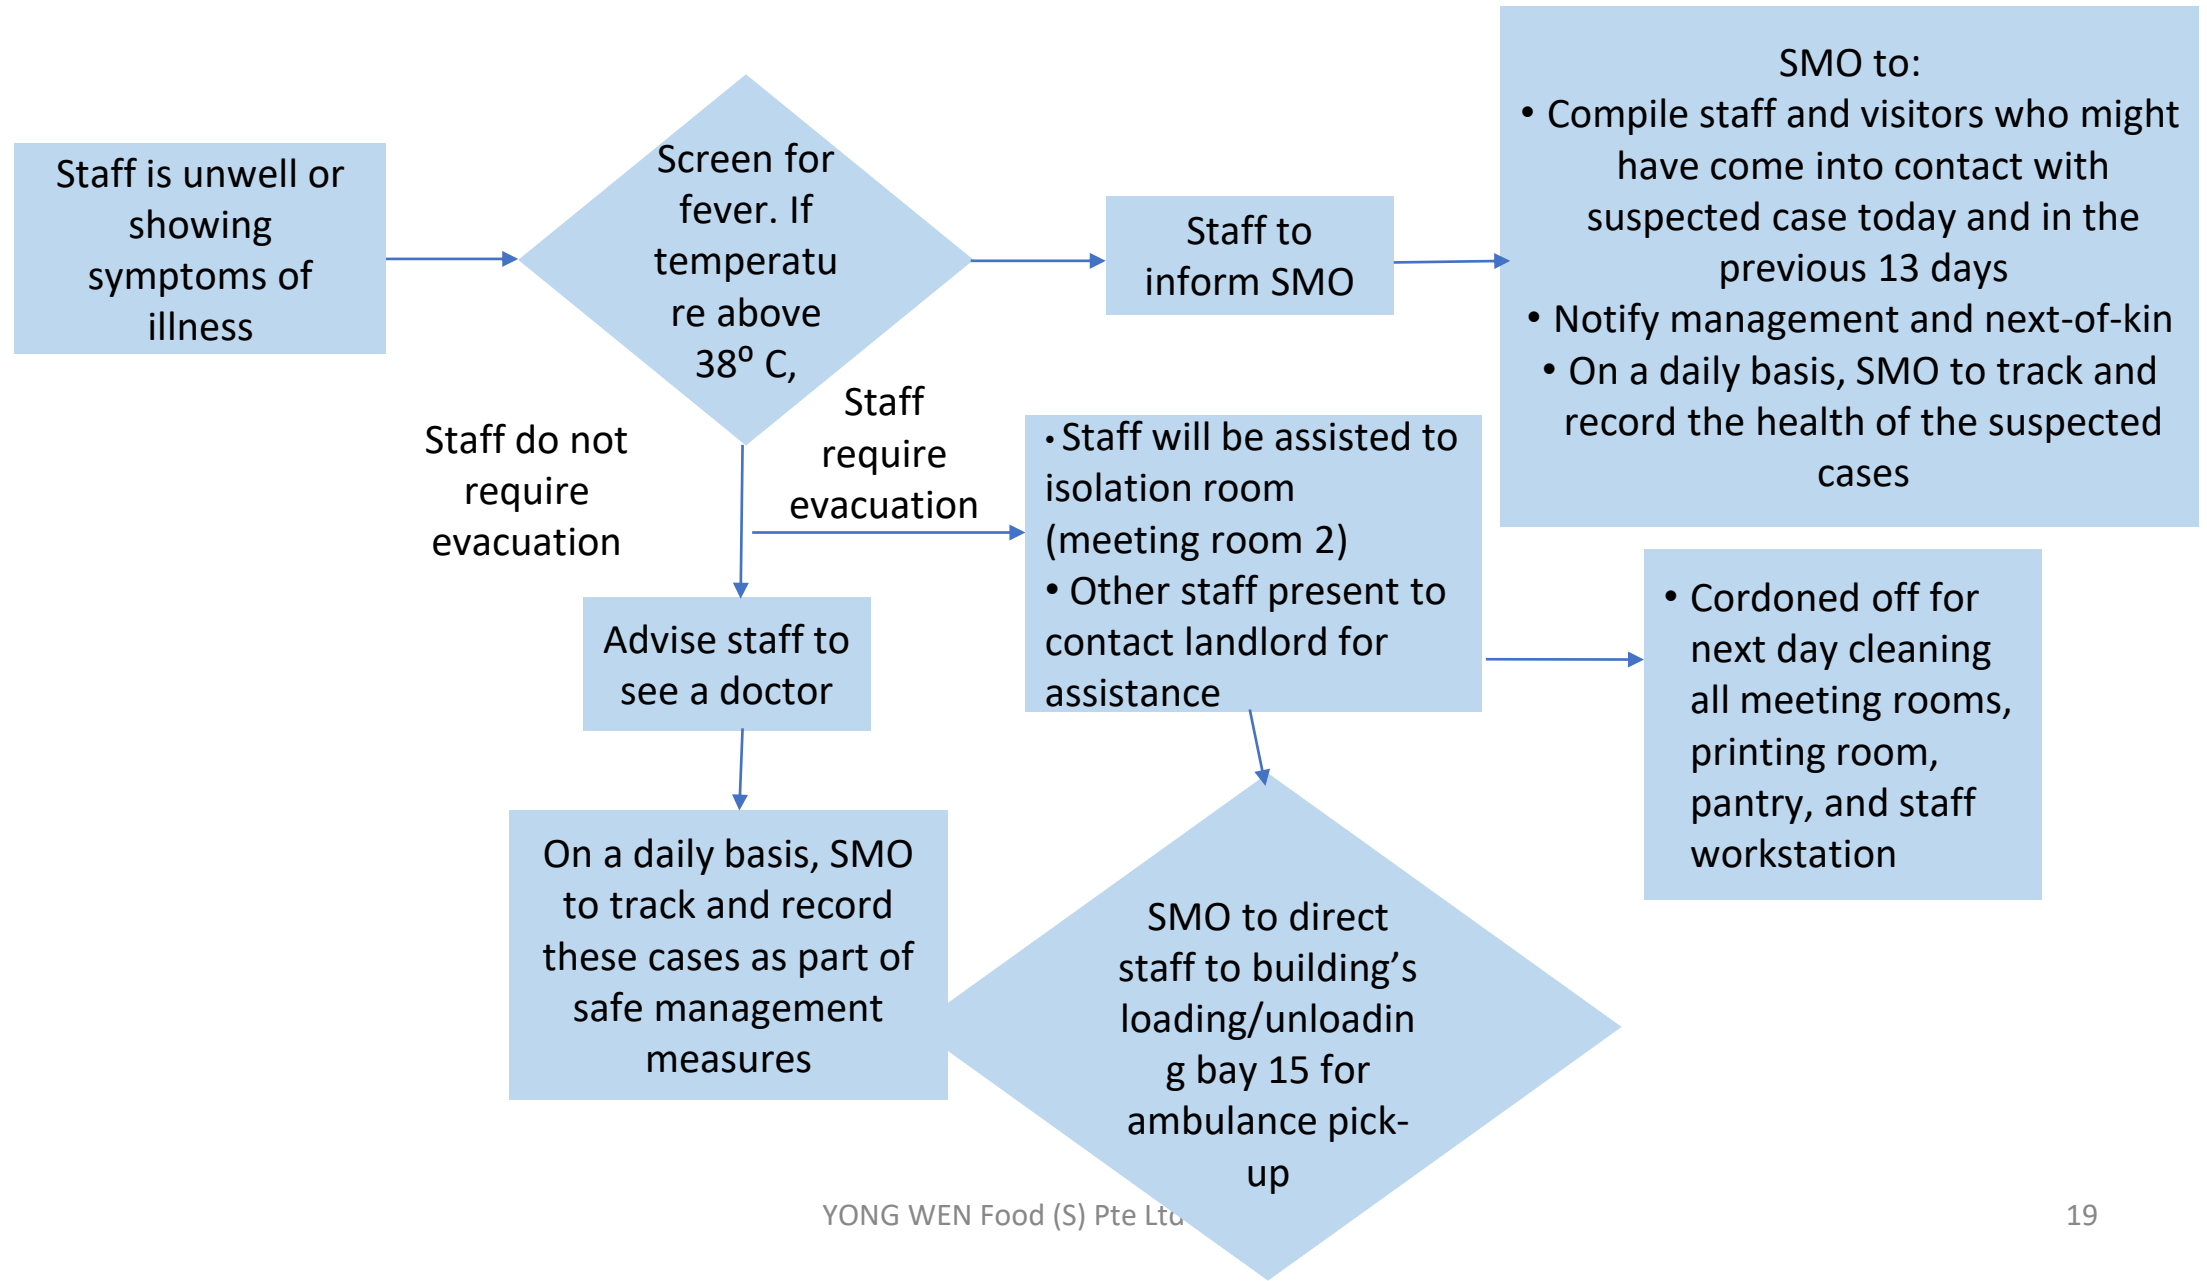 Staff is unwell or
showing
symptoms of
illness
Screen for
fever. If
temperatu
re above
38⁰ C,
Staff to
inform SMO
SMO to:
• Compile staff and visitors who might
have come into contact with
suspected case today and in the
previous 13 days
• Notify management and next-of-kin
• On a daily basis, SMO to track and
record the health of the suspected
cases
Staff do not
require
evacuation
Staff
require
evacuation
• Staff will be assisted to
isolation room
(meeting room 2)
• Other staff present to
contact landlord for
assistance
• Cordoned off for
next day cleaning
all meeting rooms,
printing room,
pantry, and staff
workstation
Advise staff to
see a doctor
On a daily basis, SMO
to track and record
these cases as part of
safe management
measures
SMO to direct
staff to building’s
loading/unloadin
g bay 15 for
ambulance pick-
up
YONG WEN Food (S) Pte Ltd
19